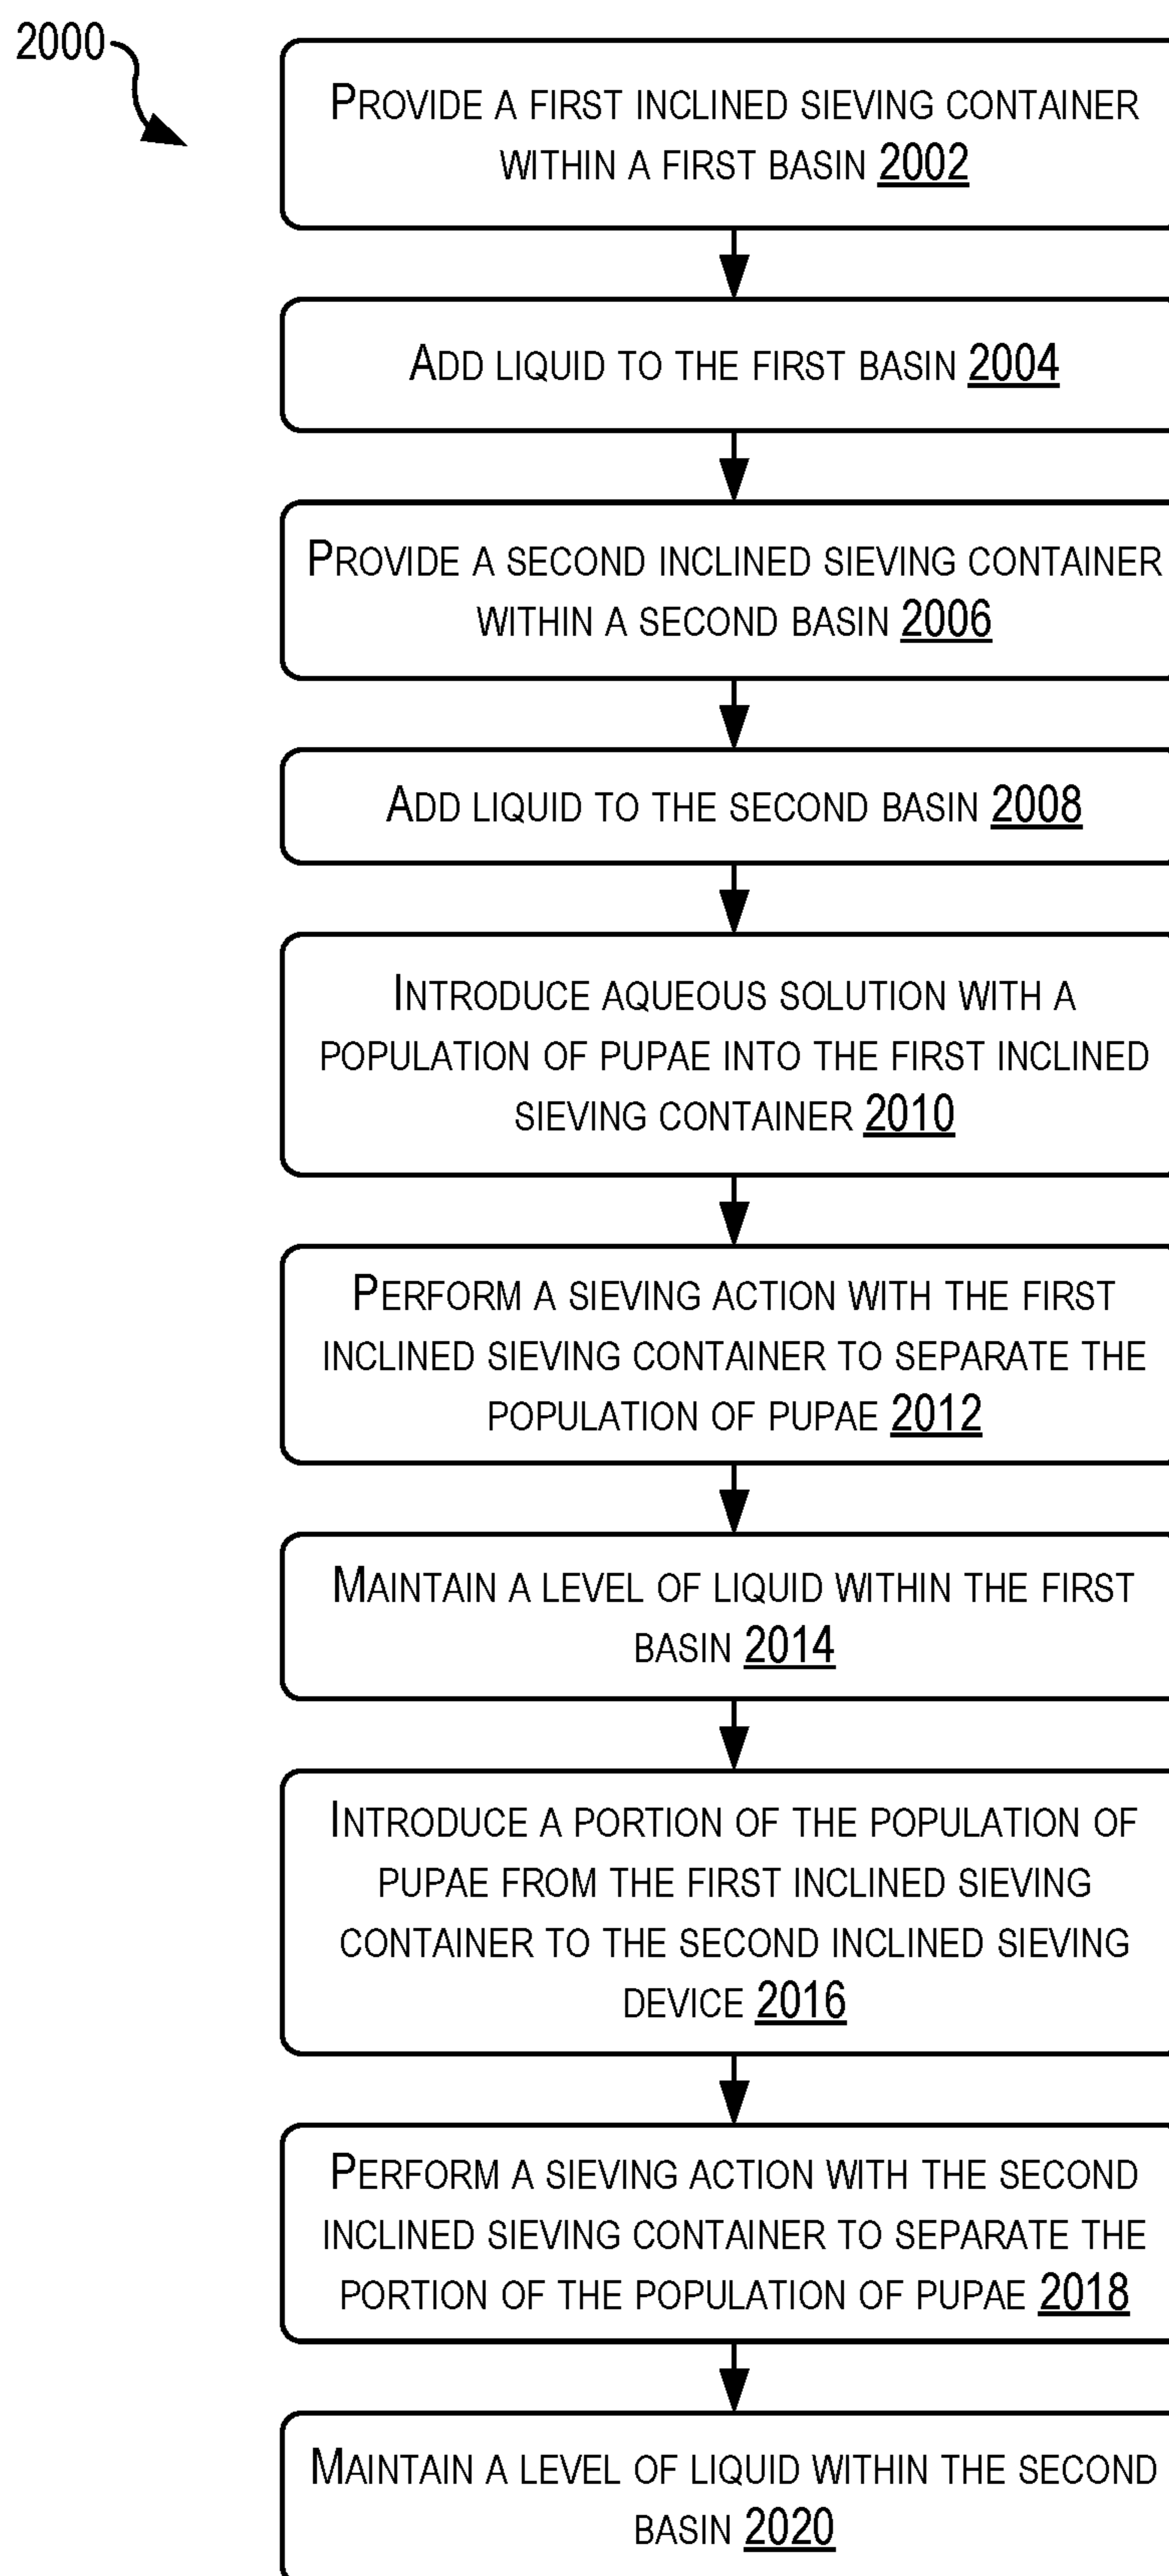 2000
PROVIDE A FIRST INCLINED SIEVING CONTAINER
WITHIN A FIRST BASIN 2002
ADD LIQUID TO THE FIRST BASIN 2004
PROVIDE A SECOND INCLINED SIEVING CONTAINER
WITHIN A SECOND BASIN 2006
ADD LIQUID TO THE SECOND BASIN 2008
INTRODUCE AQUEOUS SOLUTION WITH A
POPULATION OF PUPAE INTO THE FIRST INCLINED
SIEVING CONTAINER 2010
PERFORM A SIEVING ACTION WITH THE FIRST
INCLINED SIEVING CONTAINER TO SEPARATE THE
POPULATION OF PUPAE 2012
MAINTAIN A LEVEL OF LIQUID WITHIN THE FIRST
BASIN 2014
INTRODUCE A PORTION OF THE POPULATION OF
PUPAE FROM THE FIRST INCLINED SIEVING
CONTAINER TO THE SECOND INCLINED SIEVING
DEVICE 2016
PERFORM A SIEVING ACTION WITH THE SECOND
INCLINED SIEVING CONTAINER TO SEPARATE THE
PORTION OF THE POPULATION OF PUPAE 2018
MAINTAIN A LEVEL OF LIQUID WITHIN THE SECOND
BASIN 2020